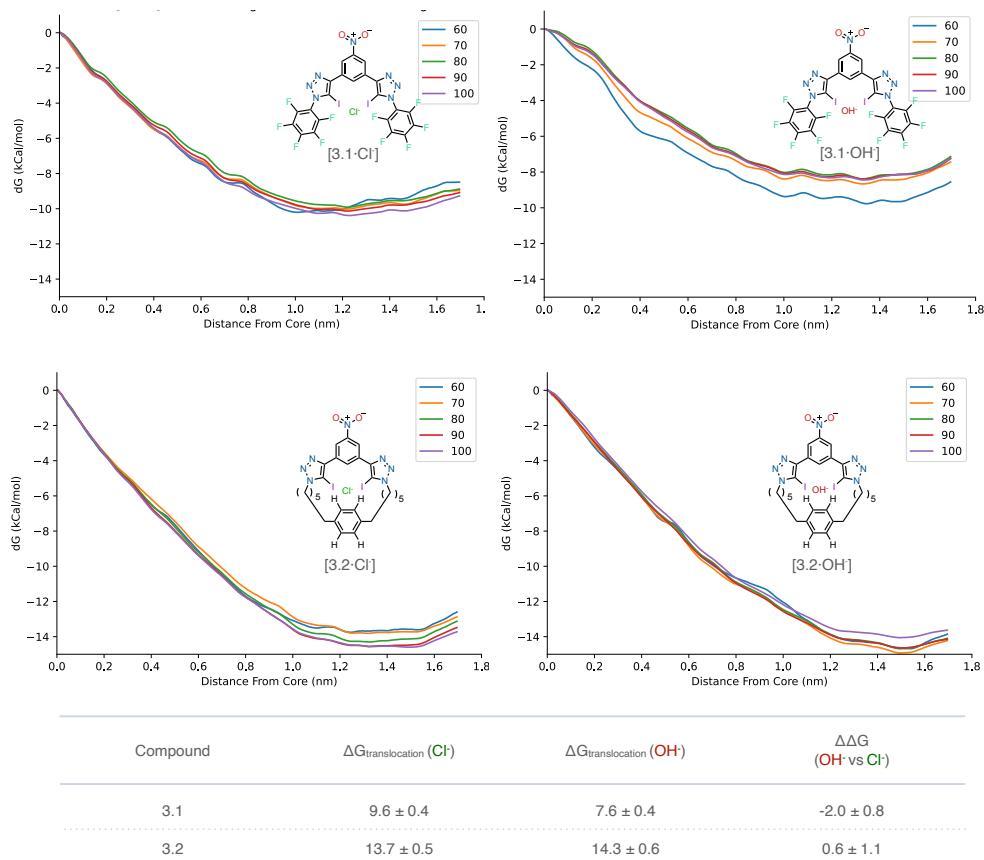 60
70
80
90
100
0
−2
−4
−6
−8
−10
−12
−14
dG (kCal/mol)
0.0 0.2 0.4 0.6 0.8 1.0 1.2 1.4 1.6 1.
Distance From Core (nm)
O N+ O−
N N N I I N N N
Cl-
F F F F F F F F F F
[3.1·Cl-]
60
70
80
90
100
0
−2
−4
−6
−8
−10
−12
−14
dG (kCal/mol)
0.0 0.2 0.4 0.6 0.8 1.0 1.2 1.4 1.6 1.8
Distance From Core (nm)
O N+ O−
N N N I I N N N
OH-
F F F F F F F F F F
[3.1·OH-]
60
70
80
90
100
0
−2
−4
−6
−8
−10
−12
−14
dG (kCal/mol)
0.0 0.2 0.4 0.6 0.8 1.0 1.2 1.4 1.6 1.8
Distance From Core (nm)
O N+ O−
N N N I I N N N
Cl-
( )5 H H ( )5
H H
[3.2·Cl-]
60
70
80
90
100
0
−2
−4
−6
−8
−10
−12
−14
dG (kCal/mol)
0.0 0.2 0.4 0.6 0.8 1.0 1.2 1.4 1.6 1.8
Distance From Core (nm)
O N+ O−
N N N I I N N N
OH-
( )5 H H ( )5
H H
[3.2·OH-]
Compound ΔGtranslocation (Cl-) ΔGtranslocation (OH-) ΔΔG
(OH- vs Cl-)
3.1 9.6 ± 0.4 7.6 ± 0.4 -2.0 ± 0.8
3.2 13.7 ± 0.5 14.3 ± 0.6 0.6 ± 1.1